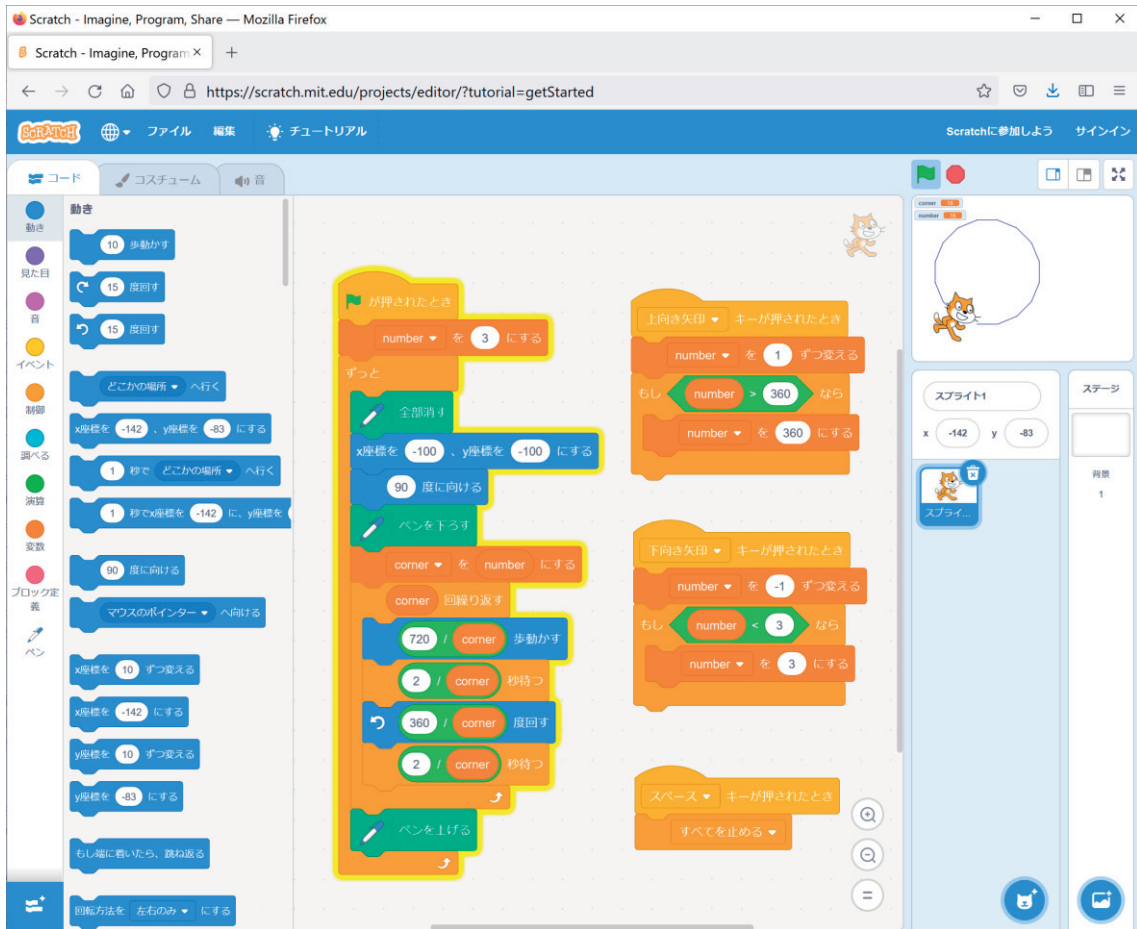 Scratch - Imagine, Program, Share — Mozilla Firefox
Scratch - Imagine, Program
https://scratch.mit.edu/projects/editor/?tutorial=getStarted
SCRATCH ファイル 編集 チュートリアル Scratchに参加しよう サインイン
コード コスチューム 音
動き
見た目
音
イベント
制御
調べる
演算
変数
ブロック定
義
ペン
動き
10 歩動かす
15 度回す
15 度回す
どこかの場所 へ行く
x座標を -142 、y座標を -83 にする
1 秒で どこかの場所 へ行く
1 秒でx座標を -142 に、y座標を
90 度に向ける
マウスのポインター へ向ける
x座標を 10 ずつ変える
x座標を -142 にする
y座標を 10 ずつ変える
y座標を -83 にする
もし端に着いたら、跳ね返る
回転方法を 左右のみ にする
が押されたとき
number を 3 にする
ずっと
全部消す
x座標を -100 、y座標を -100 にする
90 度に向ける
ペンを下ろす
corner を number にする
corner 回繰り返す
720 / corner 歩動かす
2 / corner 秒待つ
360 / corner 度回す
2 / corner 秒待つ
ペンを上げる
上向き矢印 キーが押されたとき
number を 1 ずつ変える
もし number > 360 なら
number を 360 にする
下向き矢印 キーが押されたとき
number を -1 ずつ変える
もし number < 3 なら
number を 3 にする
スペース キーが押されたとき
すべてを止める
corner
number
スプライト1
x -142 y -83
スプライ...
ステージ
背景
1